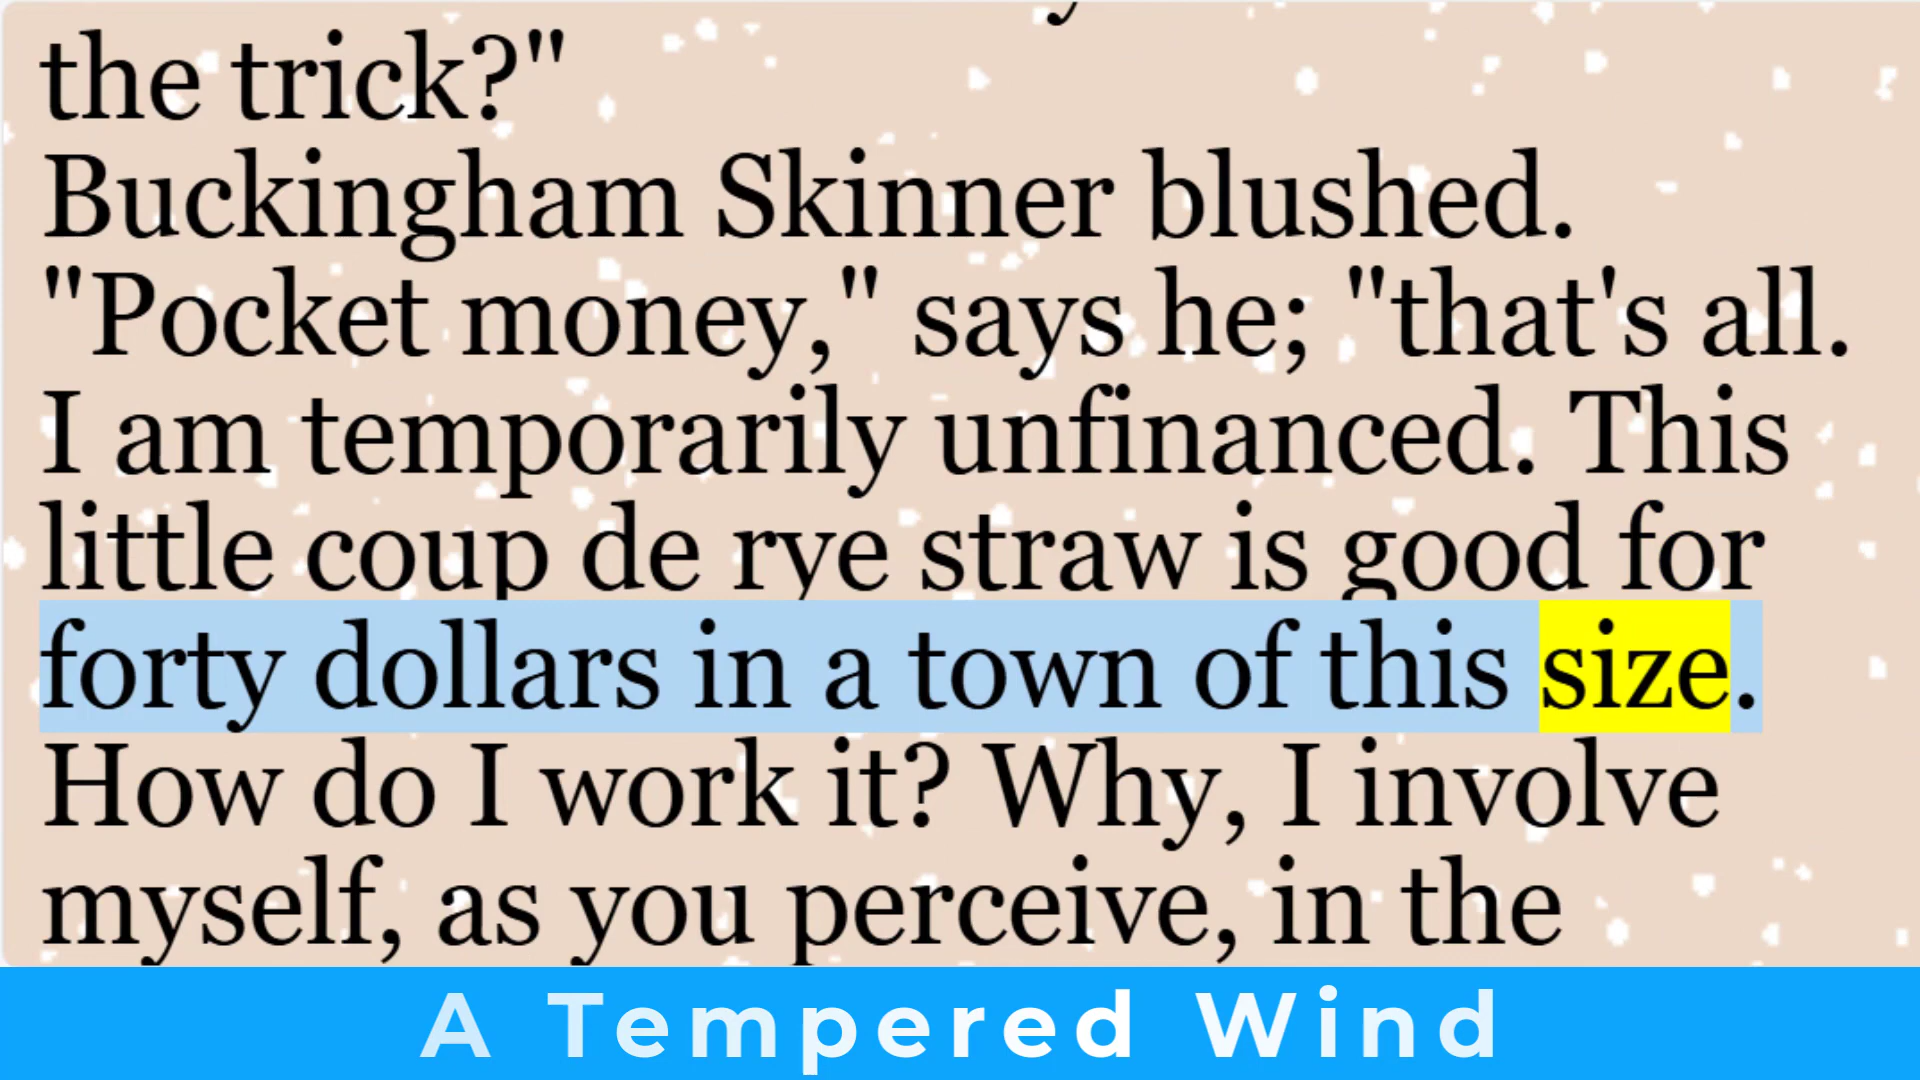 the trick?"
Buckingham Skinner blushed.
"Pocket money," says he; "that's all.
I am temporarily unfinanced. This
little coup de rye straw is good for
forty dollars in a town of this size.
How do I work it? Why, I involve
myself, as you perceive, in the
A Tempered Wind